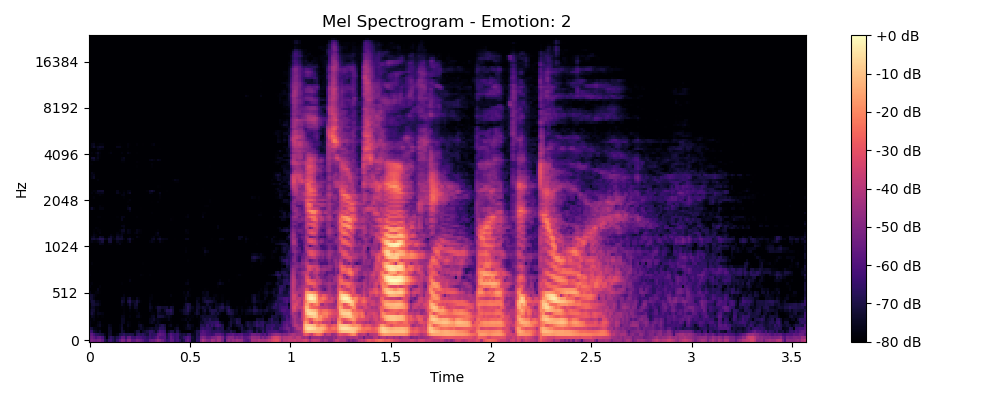 Mel Spectrogram - Emotion: 2
Hz
16384
8192
4096
2048
1024
512
0
0 0.5 1 1.5 2 2.5 3 3.5
Time
+0 dB
-10 dB
-20 dB
-30 dB
-40 dB
-50 dB
-60 dB
-70 dB
-80 dB